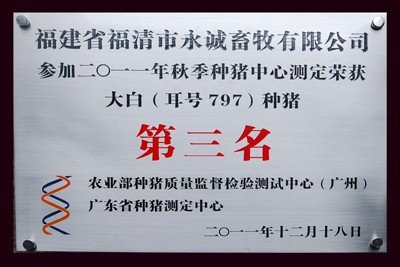 福建省福清市永诚畜牧有限公司
参加二〇一一年秋季种猪中心测定荣获
大白（耳号797）种猪
第三名
农业部种猪质量监督检验测试中心（广州）
广东省种猪测定中心
二〇一一年十二月十八日